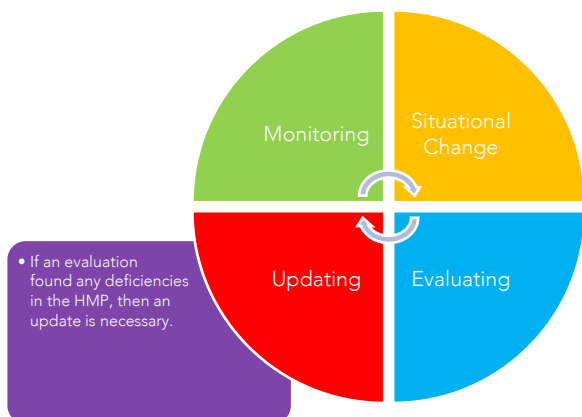 Monitoring
Situational
Change
Updating
Evaluating
• If an evaluation
found any deficiencies
in the HMP, then an
update is necessary.